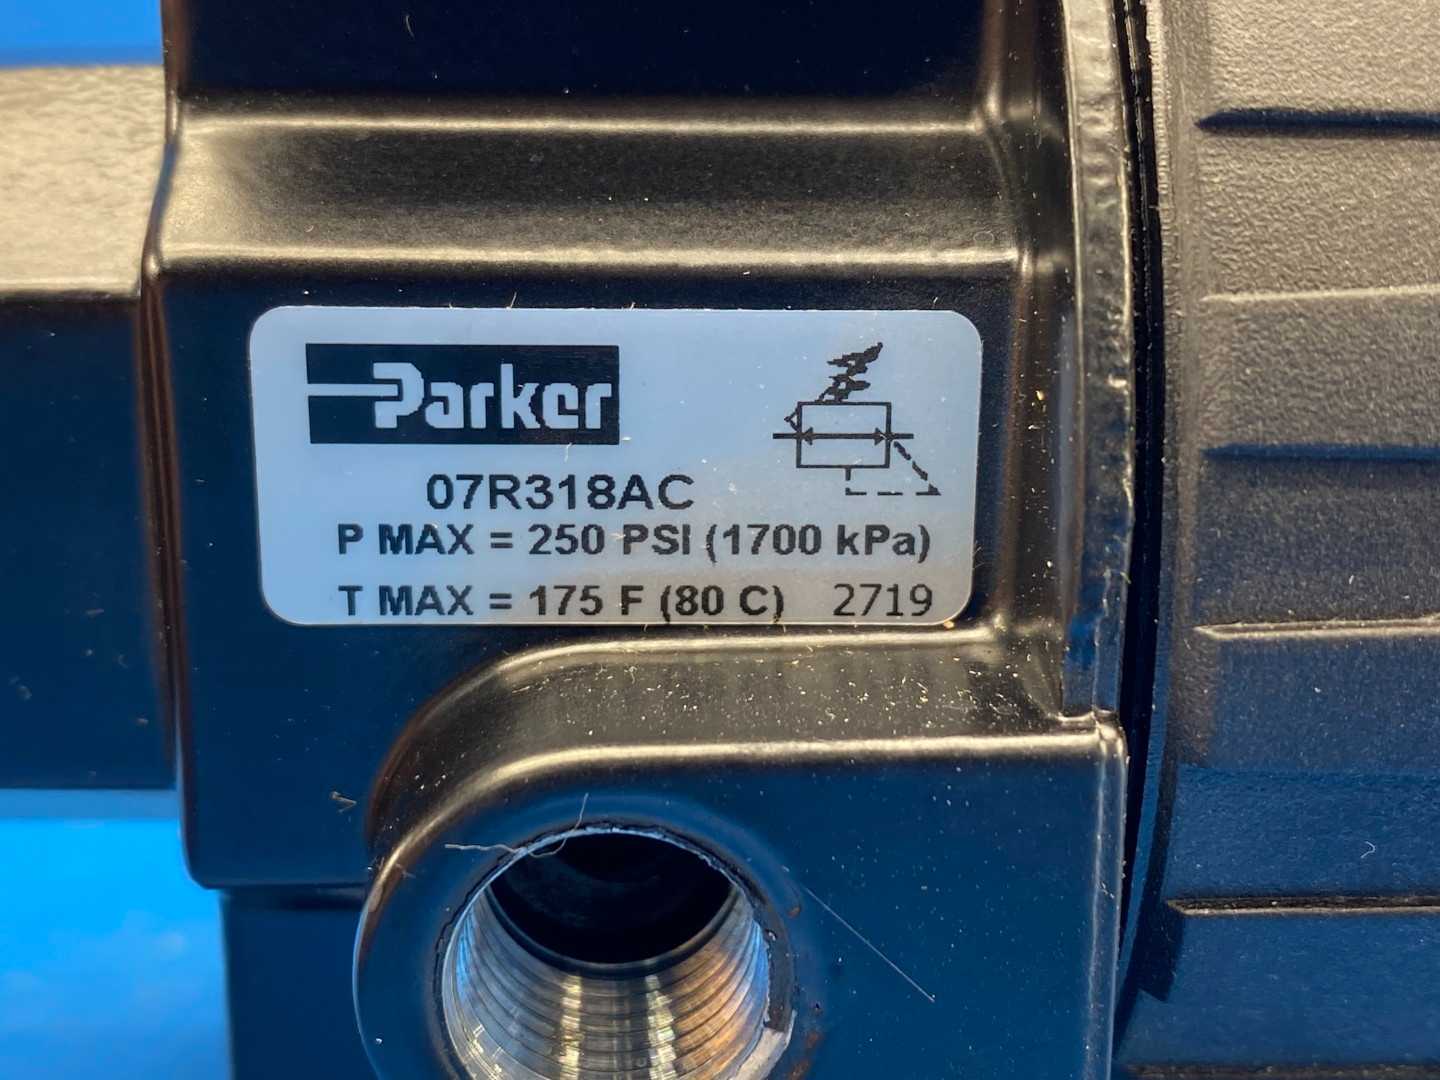 Parker
07R318AC
P MAX = 250 PSI (1700 kPa)
T MAX = 175 F (80 C) 2719